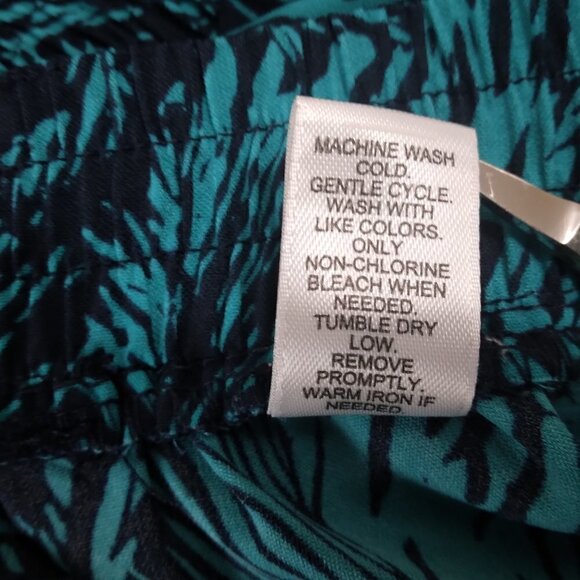 MACHINE WASH
COLD.
GENTLE CYCLE.
WASH WITH
LIKE COLORS.
ONLY
NON-CHLORINE
BLEACH WHEN
NEEDED.
TUMBLE DRY
LOW.
REMOVE
PROMPTLY.
WARM IRON IF
NEEDED